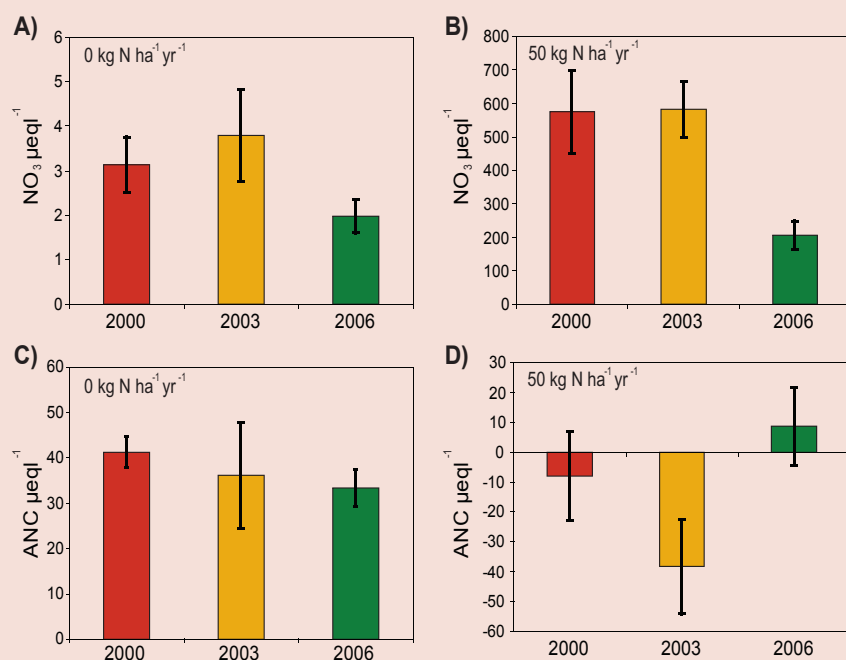 A)
0 kg N ha⁻¹ yr⁻¹
NO₃ µeql⁻¹
6
5
4
3
2
1
0
2000 2003 2006
B)
50 kg N ha⁻¹ yr⁻¹
NO₃ µeql⁻¹
800
700
600
500
400
300
200
100
0
2000 2003 2006
C)
0 kg N ha⁻¹ yr⁻¹
ANC µeql⁻¹
60
50
40
30
20
10
0
2000 2003 2006
D)
50 kg N ha⁻¹ yr⁻¹
ANC µeql⁻¹
30
20
10
0
-10
-20
-30
-40
-50
-60
2000 2003 2006